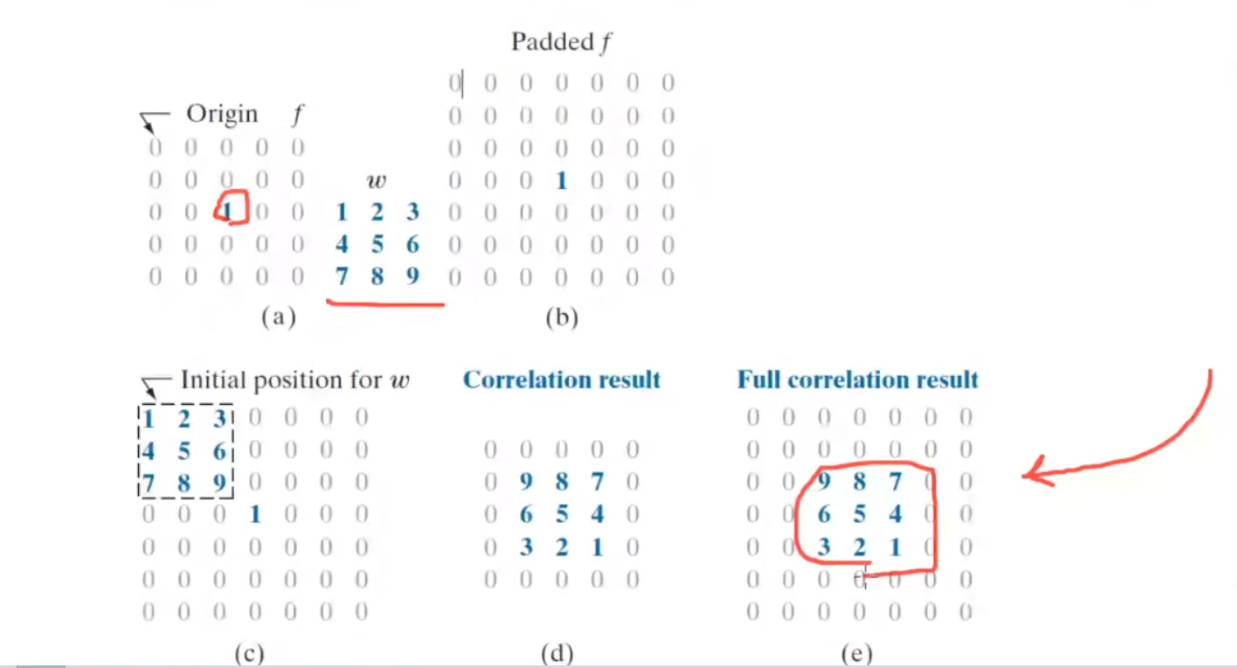 Origin f
0 0 0 0 0
0 0 0 0 0
0 0 1 0 0
0 0 0 0 0
0 0 0 0 0
w
1 2 3
4 5 6
7 8 9
(a)
Padded f
0 0 0 0 0 0 0
0 0 0 0 0 0 0
0 0 0 0 0 0 0
0 0 0 1 0 0 0
0 0 0 0 0 0 0
0 0 0 0 0 0 0
0 0 0 0 0 0 0
(b)
Initial position for w
1 2 3 0 0 0 0
4 5 6 0 0 0 0
7 8 9 0 0 0 0
0 0 0 1 0 0 0
0 0 0 0 0 0 0
0 0 0 0 0 0 0
0 0 0 0 0 0 0
(c)
Correlation result
0 0 0 0 0
0 9 8 7 0
0 6 5 4 0
0 3 2 1 0
0 0 0 0 0
(d)
Full correlation result
0 0 0 0 0 0 0
0 0 0 0 0 0 0
0 0 9 8 7 0 0
0 0 6 5 4 0 0
0 0 3 2 1 0 0
0 0 0 0 0 0 0
0 0 0 0 0 0 0
(e)